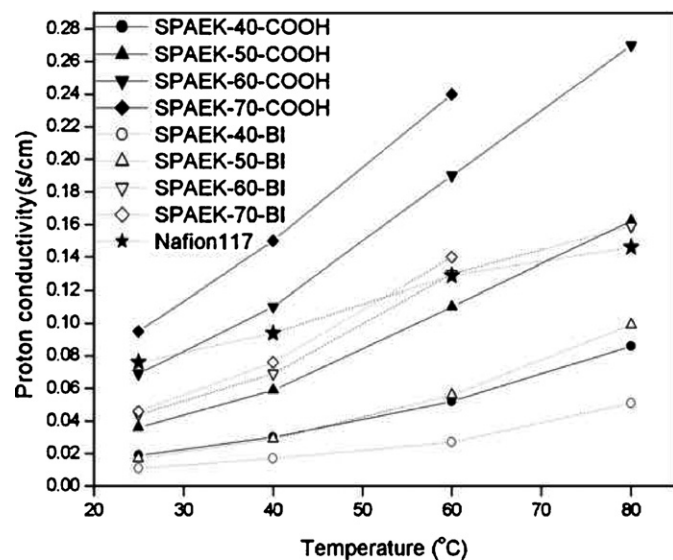 0.28
0.26
0.24
0.22
0.20
0.18
0.16
0.14
0.12
0.10
0.08
0.06
0.04
0.02
0.00
Proton conductivity(s/cm)
SPAEK-40-COOH
SPAEK-50-COOH
SPAEK-60-COOH
SPAEK-70-COOH
SPAEK-40-BI
SPAEK-50-BI
SPAEK-60-BI
SPAEK-70-BI
Nafion117
20 30 40 50 60 70 80
Temperature (°C)